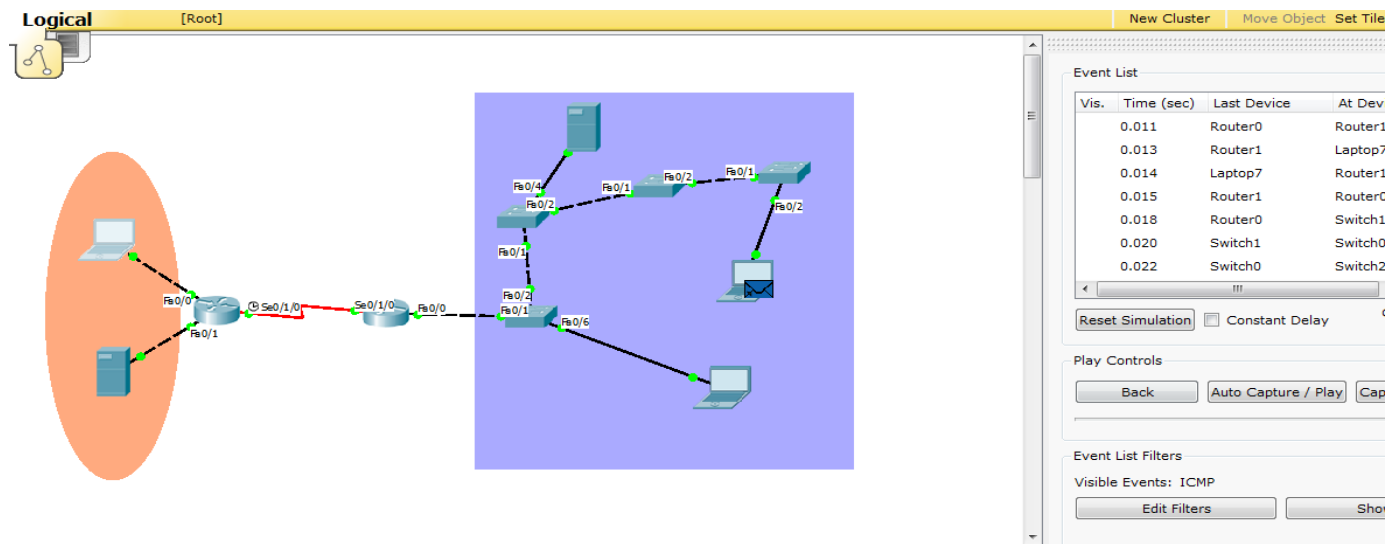 Logical [Root] New Cluster Move Object Set Tile
Event List
Vis. Time (sec) Last Device At Dev
0.011 Router0 Router1
0.013 Router1 Laptop7
0.014 Laptop7 Router1
0.015 Router1 Router0
0.018 Router0 Switch1
0.020 Switch1 Switch0
0.022 Switch0 Switch2
Reset Simulation Constant Delay
Play Controls
Back Auto Capture / Play Cap
Event List Filters
Visible Events: ICMP
Edit Filters Show
Fa0/4
Fa0/2
Fa0/1
Fa0/2
Fa0/1
Fa0/2
Fa0/1
Fa0/2
Fa0/1
Fa0/6
Fa0/0
Se0/1/0
Se0/1/0
Fa0/0
Fa0/1